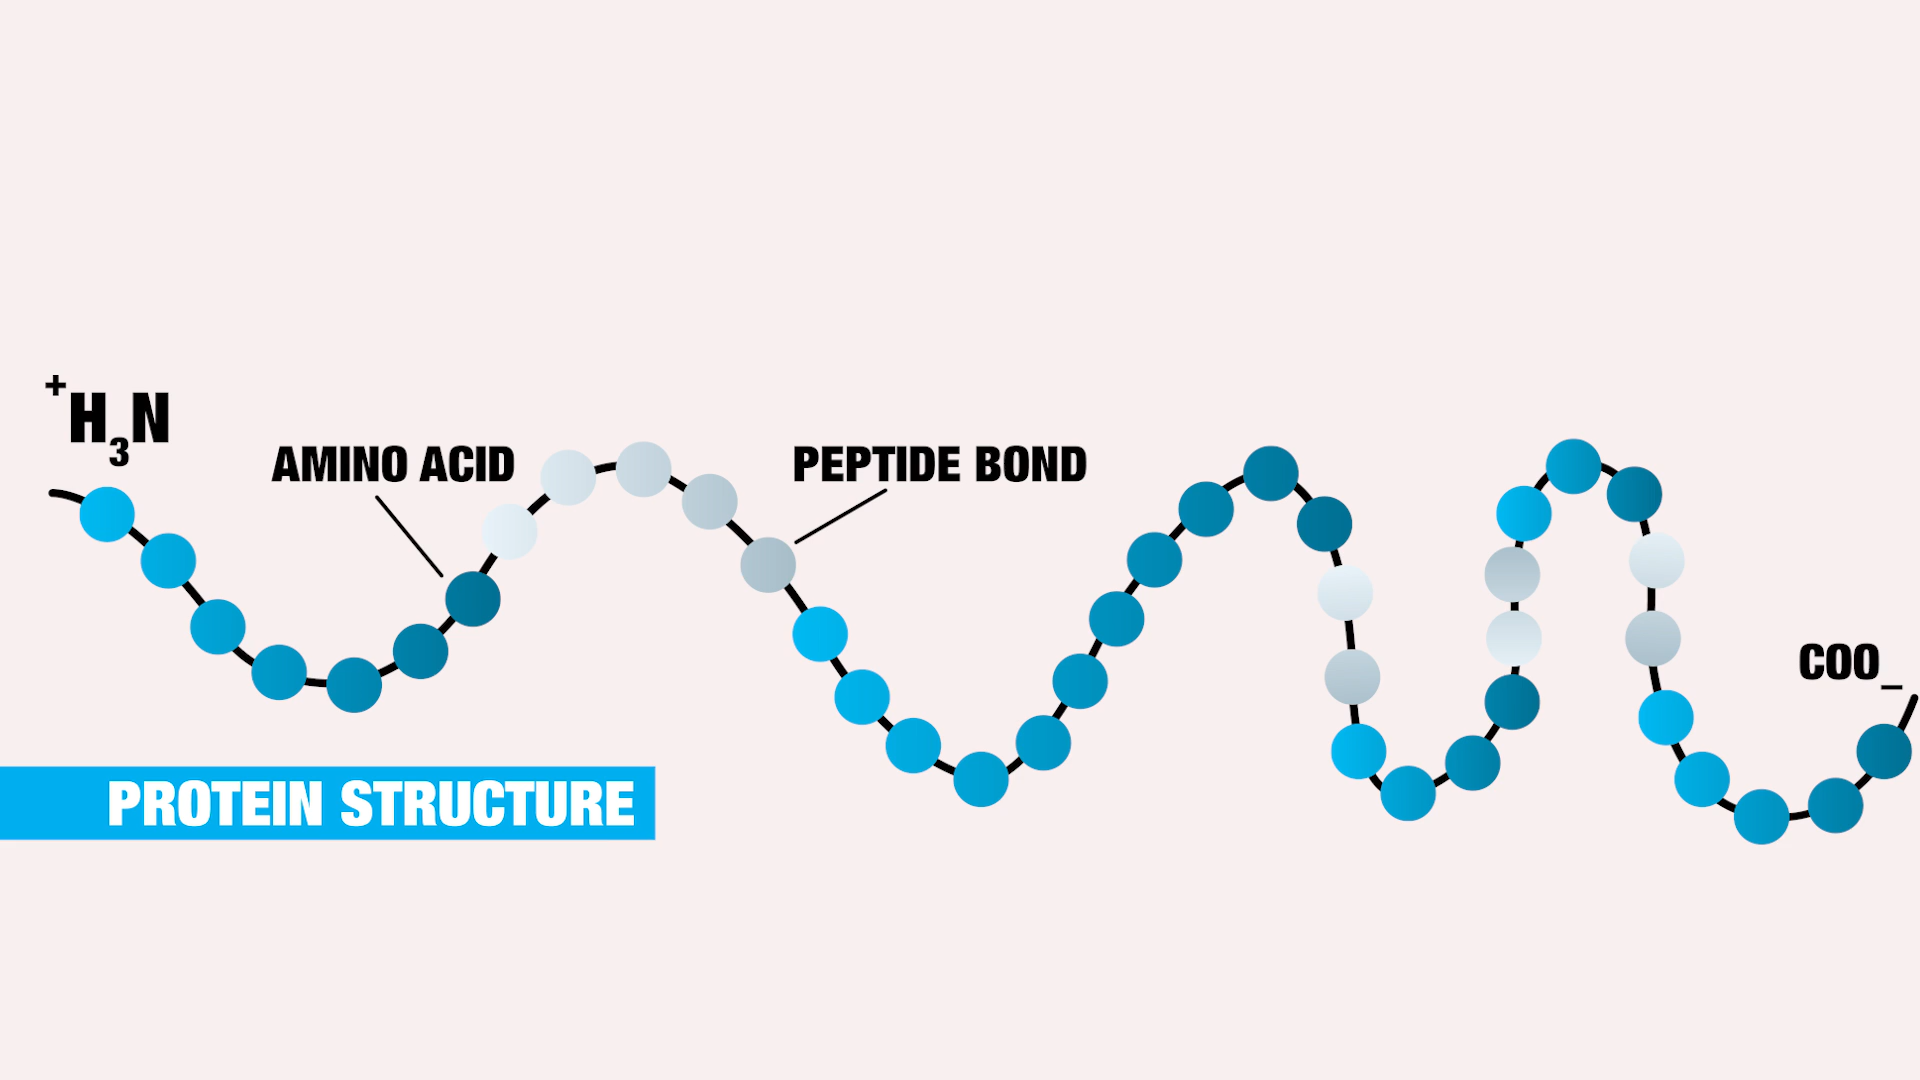 +H3N
AMINO ACID
PEPTIDE BOND
COO_
PROTEIN STRUCTURE